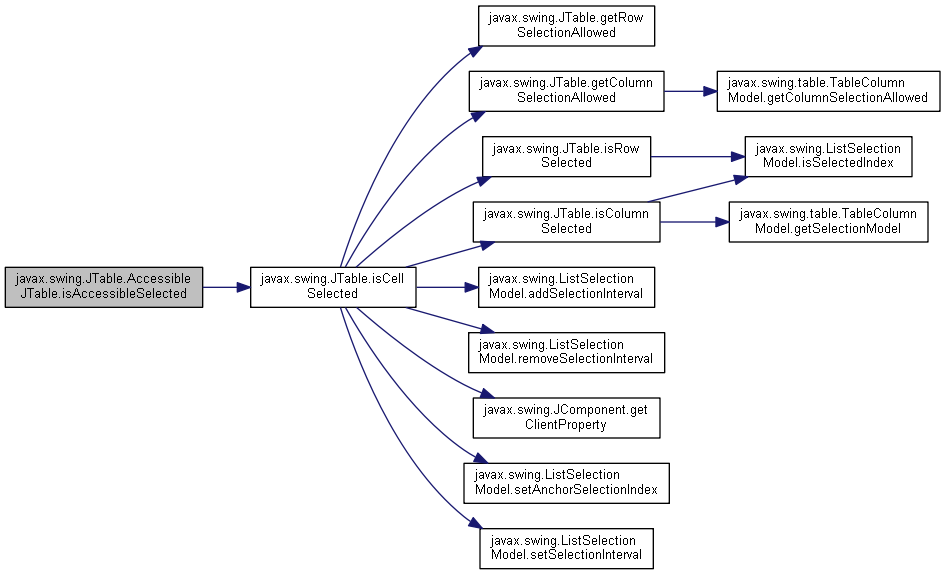 javax.swing.JTable.getRow
SelectionAllowed
javax.swing.JTable.getColumn
SelectionAllowed
javax.swing.table.TableColumn
Model.getColumnSelectionAllowed
javax.swing.JTable.isRow
Selected
javax.swing.ListSelection
Model.isSelectedIndex
javax.swing.JTable.isColumn
Selected
javax.swing.table.TableColumn
Model.getSelectionModel
javax.swing.JTable.Accessible
JTable.isAccessibleSelected
javax.swing.JTable.isCell
Selected
javax.swing.ListSelection
Model.addSelectionInterval
javax.swing.ListSelection
Model.removeSelectionInterval
javax.swing.JComponent.get
ClientProperty
javax.swing.ListSelection
Model.setAnchorSelectionIndex
javax.swing.ListSelection
Model.setSelectionInterval